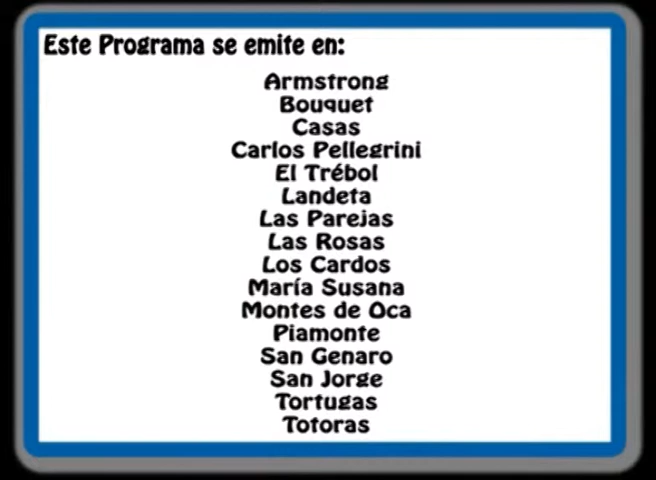 Este Programa se emite en:
Armstrong
Bouquet
Casas
Carlos Pellegrini
El Trébol
Landeta
Las Parejas
Las Rosas
Los Cardos
María Susana
Montes de Oca
Piamonte
San Genaro
San Jorge
Tortugas
Totoras